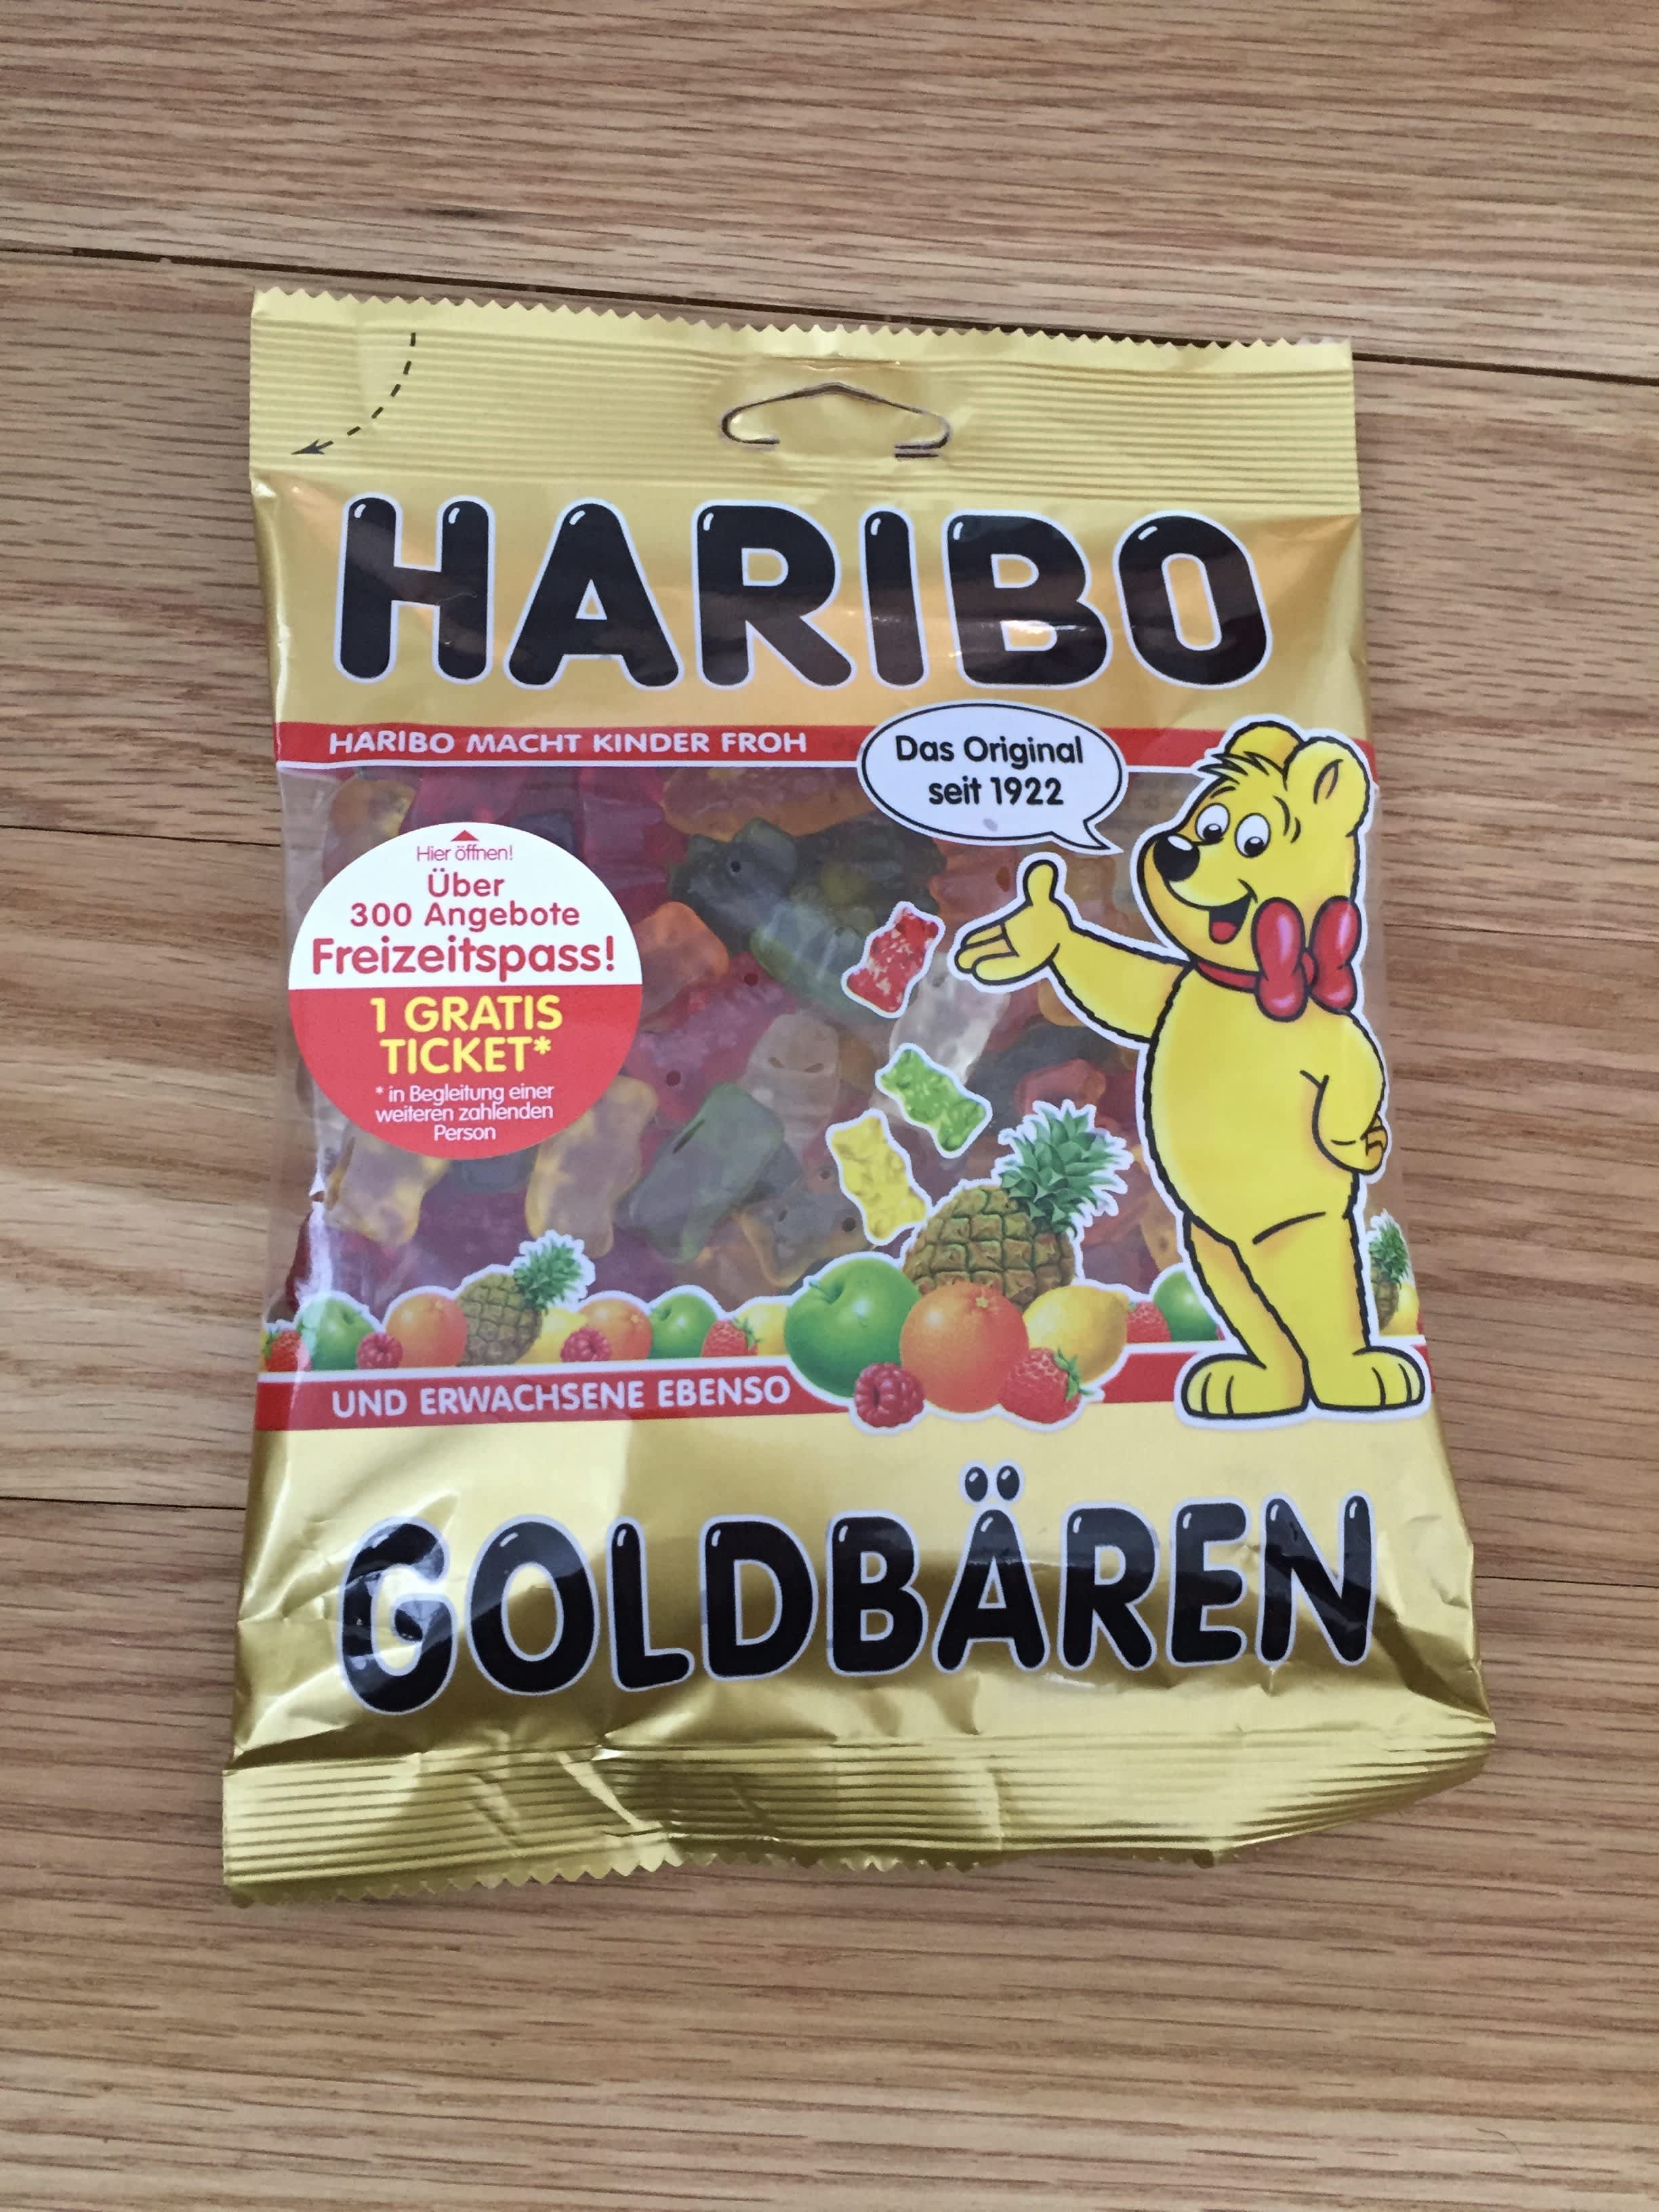 HARIBO
HARIBO MACHT KINDER FROH
Das Original
seit 1922
Hier öffnen!
Über
300 Angebote
Freizeitspass!
1 GRATIS
TICKET*
* in Begleitung einer
weiteren zahlenden
Person
UND ERWACHSENE EBENSO
GOLDBÄREN